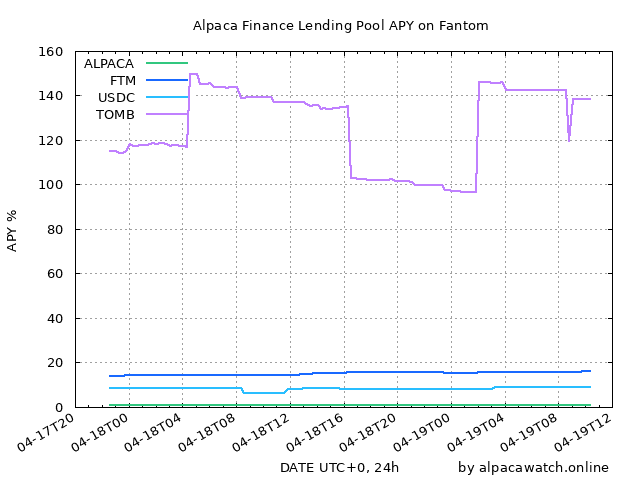 Alpaca Finance Lending Pool APY on Fantom
160
140
120
100
80
60
40
20
0
APY %
ALPACA
FTM
USDC
TOMB
04-17T20
04-18T00
04-18T04
04-18T08
04-18T12
04-18T16
04-18T20
04-19T00
04-19T04
04-19T08
04-19T12
DATE UTC+0, 24h
by alpacawatch.online